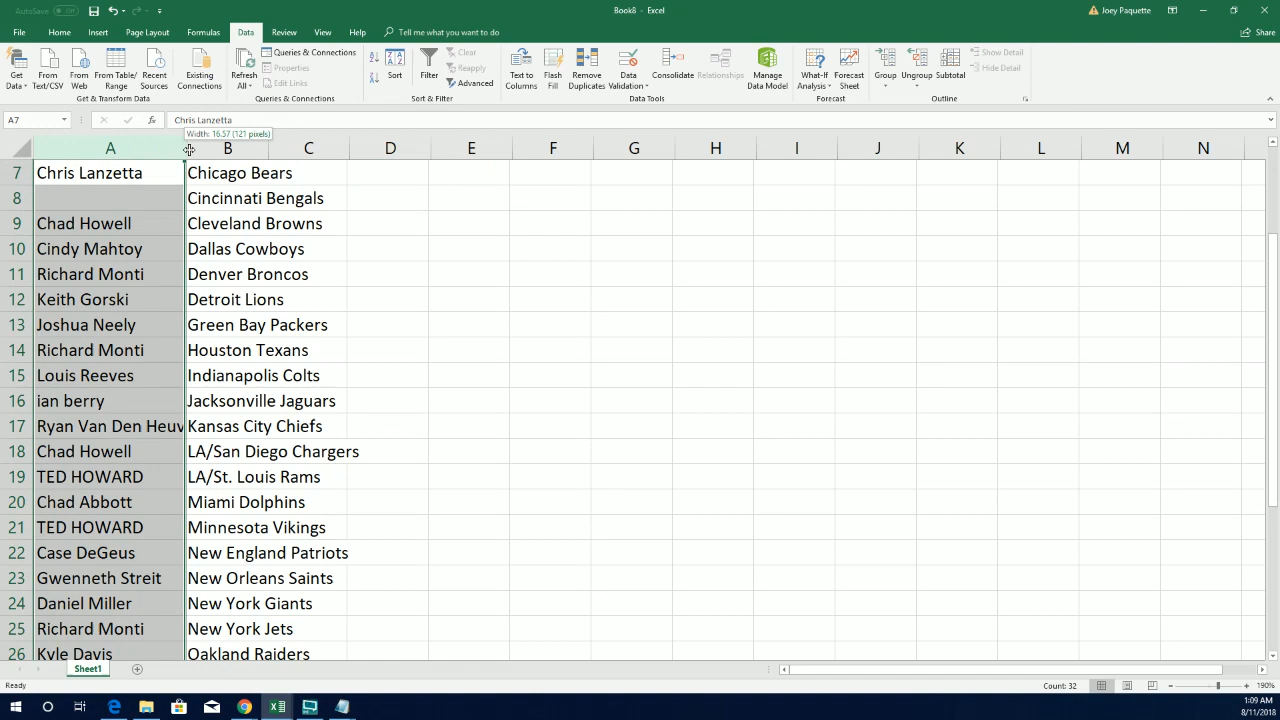 AutoSave Off
Book8 - Excel
Joey Paquette
File Home Insert Page Layout Formulas Data Review View Help Tell me what you want to do Share
Get Data
From Text/CSV
From Web
From Table/ Range
Recent Sources
Existing Connections
Refresh All
Queries & Connections
Properties
Edit Links
Sort
Filter
Clear
Reapply
Advanced
Text to Columns
Flash Fill
Remove Duplicates
Data Validation
Consolidate
Relationships
Manage Data Model
What-If Analysis
Forecast Sheet
Group
Ungroup
Subtotal
Show Detail
Hide Detail
Get & Transform Data Queries & Connections Sort & Filter Data Tools Forecast Outline
A7 fx Chris Lanzetta
Width: 16.57 (121 pixels)
A B C D E F G H I J K L M N
7 Chris Lanzetta Chicago Bears
8 Cincinnati Bengals
9 Chad Howell Cleveland Browns
10 Cindy Mahtoy Dallas Cowboys
11 Richard Monti Denver Broncos
12 Keith Gorski Detroit Lions
13 Joshua Neely Green Bay Packers
14 Richard Monti Houston Texans
15 Louis Reeves Indianapolis Colts
16 ian berry Jacksonville Jaguars
17 Ryan Van Den Heuv Kansas City Chiefs
18 Chad Howell LA/San Diego Chargers
19 TED HOWARD LA/St. Louis Rams
20 Chad Abbott Miami Dolphins
21 TED HOWARD Minnesota Vikings
22 Case DeGeus New England Patriots
23 Gwenneth Streit New Orleans Saints
24 Daniel Miller New York Giants
25 Richard Monti New York Jets
26 Kyle Davis Oakland Raiders
Sheet1
Ready Count: 32 190%
1:09 AM
8/11/2018